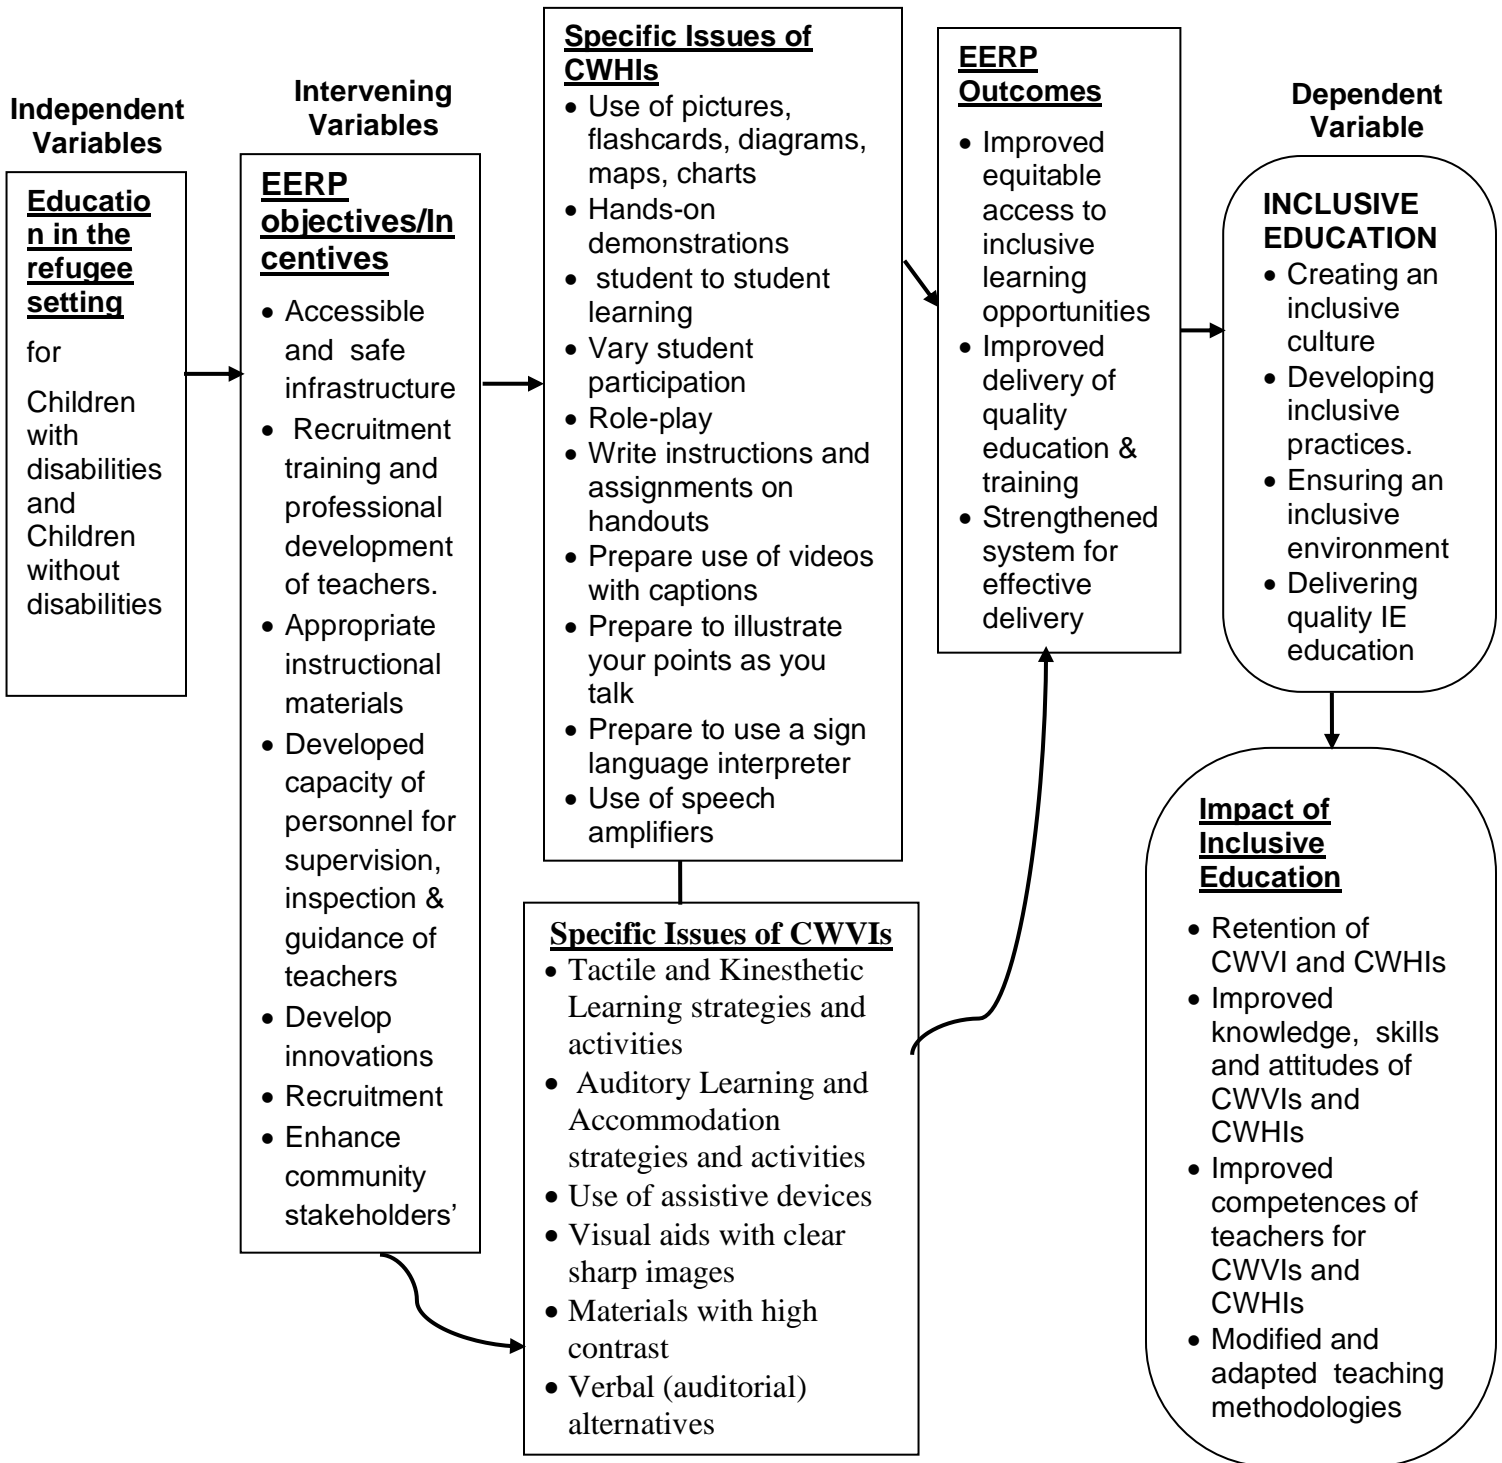 Independent
Variables
Educatio
n in the
refugee
setting
for
Children
with
disabilities
and
Children
without
disabilities
Intervening
Variables
EERP
objectives/In
centives
• Accessible
and safe
infrastructure
• Recruitment
training and
professional
development
of teachers.
• Appropriate
instructional
materials
• Developed
capacity of
personnel for
supervision,
inspection &
guidance of
teachers
• Develop
innovations
• Recruitment
• Enhance
community
stakeholders’
Specific Issues of
CWHIs
• Use of pictures,
flashcards, diagrams,
maps, charts
• Hands-on
demonstrations
• student to student
learning
• Vary student
participation
• Role-play
• Write instructions and
assignments on
handouts
• Prepare use of videos
with captions
• Prepare to illustrate
your points as you
talk
• Prepare to use a sign
language interpreter
• Use of speech
amplifiers
Specific Issues of CWVIs
• Tactile and Kinesthetic
Learning strategies and
activities
• Auditory Learning and
Accommodation
strategies and activities
• Use of assistive devices
• Visual aids with clear
sharp images
• Materials with high
contrast
• Verbal (auditorial)
alternatives
EERP
Outcomes
• Improved
equitable
access to
inclusive
learning
opportunities
• Improved
delivery of
quality
education &
training
• Strengthened
system for
effective
delivery
Dependent
Variable
INCLUSIVE
EDUCATION
• Creating an
inclusive
culture
• Developing
inclusive
practices.
• Ensuring an
inclusive
environment
• Delivering
quality IE
education
Impact of
Inclusive
Education
• Retention of
CWVI and CWHIs
• Improved
knowledge, skills
and attitudes of
CWVIs and
CWHIs
• Improved
competences of
teachers for
CWVIs and
CWHIs
• Modified and
adapted teaching
methodologies